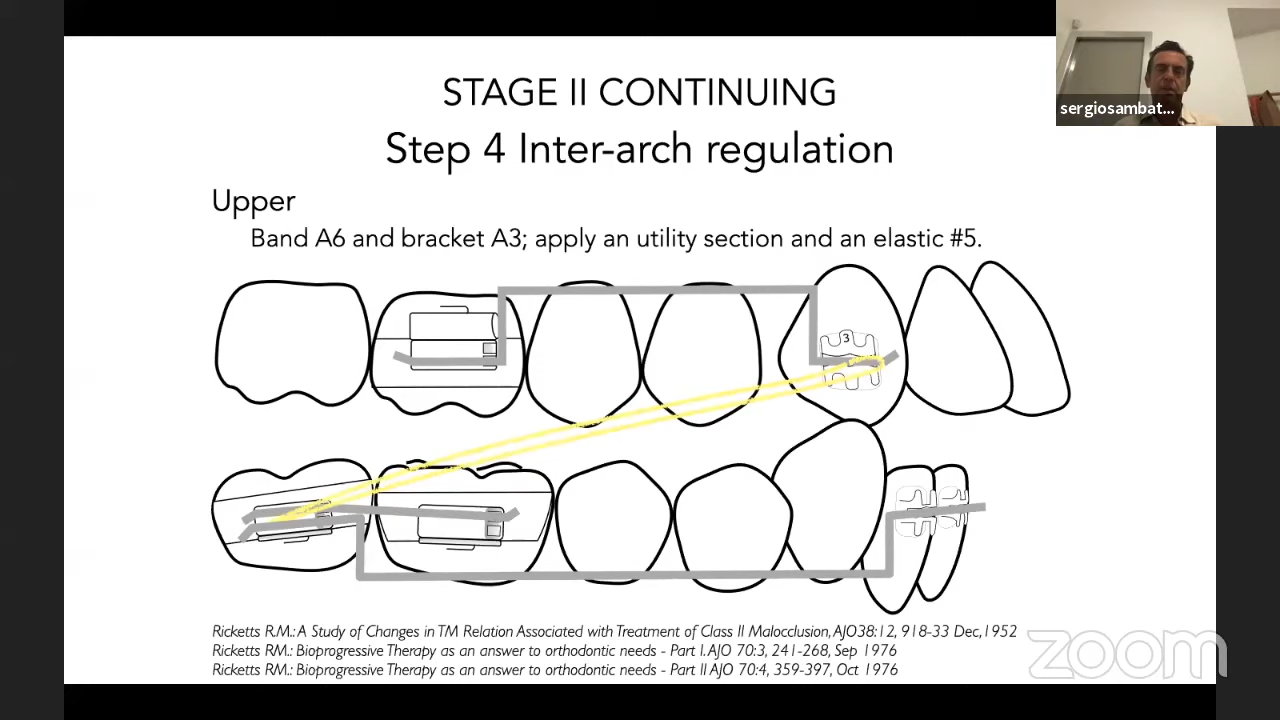 STAGE II CONTINUING
Step 4 Inter-arch regulation
sergiosambat...
Upper
Band A6 and bracket A3; apply an utility section and an elastic #5.
3
Ricketts R.M.: A Study of Changes in TM Relation Associated with Treatment of Class II Malocclusion, AJO38:12, 918-33 Dec, 1952
Ricketts RM.: Bioprogressive Therapy as an answer to orthodontic needs - Part I. AJO 70:3, 241-268, Sep 1976
Ricketts RM.: Bioprogressive Therapy as an answer to orthodontic needs - Part II AJO 70:4, 359-397, Oct 1976
zoom